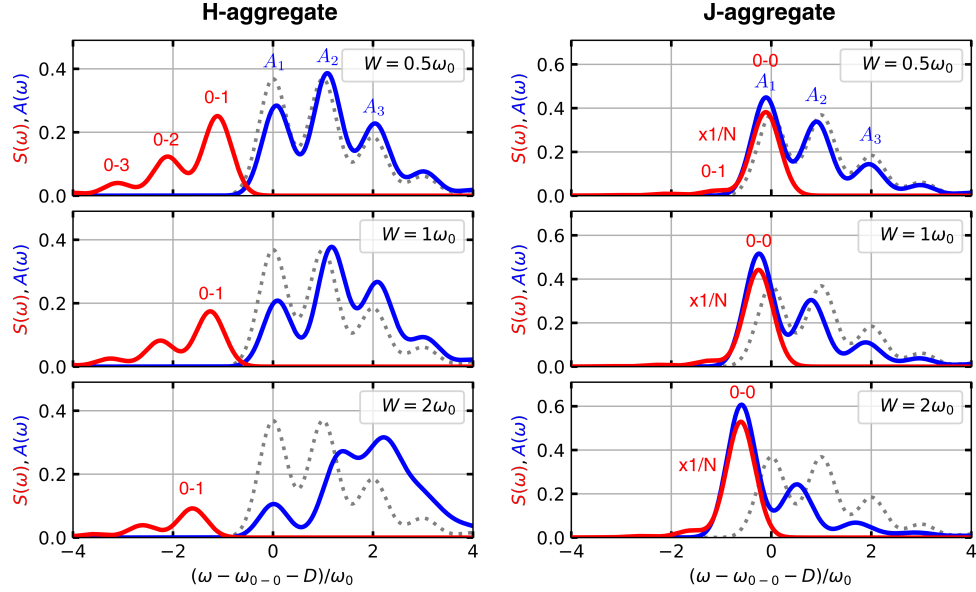 H-aggregate
J-aggregate
S(ω), A(ω)
0.4
0.2
0.0
0-3
0-2
0-1
A₁
A₂
A₃
W = 0.5ω₀
S(ω), A(ω)
0.6
0.4
0.2
0.0
0-0
A₁
A₂
A₃
x1/N
0-1
W = 0.5ω₀
S(ω), A(ω)
0.4
0.2
0.0
0-1
W = 1ω₀
S(ω), A(ω)
0.6
0.4
0.2
0.0
0-0
x1/N
W = 1ω₀
S(ω), A(ω)
0.4
0.2
0.0
0-1
W = 2ω₀
−4 −2 0 2 4
(ω − ω₀₋₀ − D)/ω₀
S(ω), A(ω)
0.6
0.4
0.2
0.0
0-0
x1/N
W = 2ω₀
−4 −2 0 2 4
(ω − ω₀₋₀ − D)/ω₀